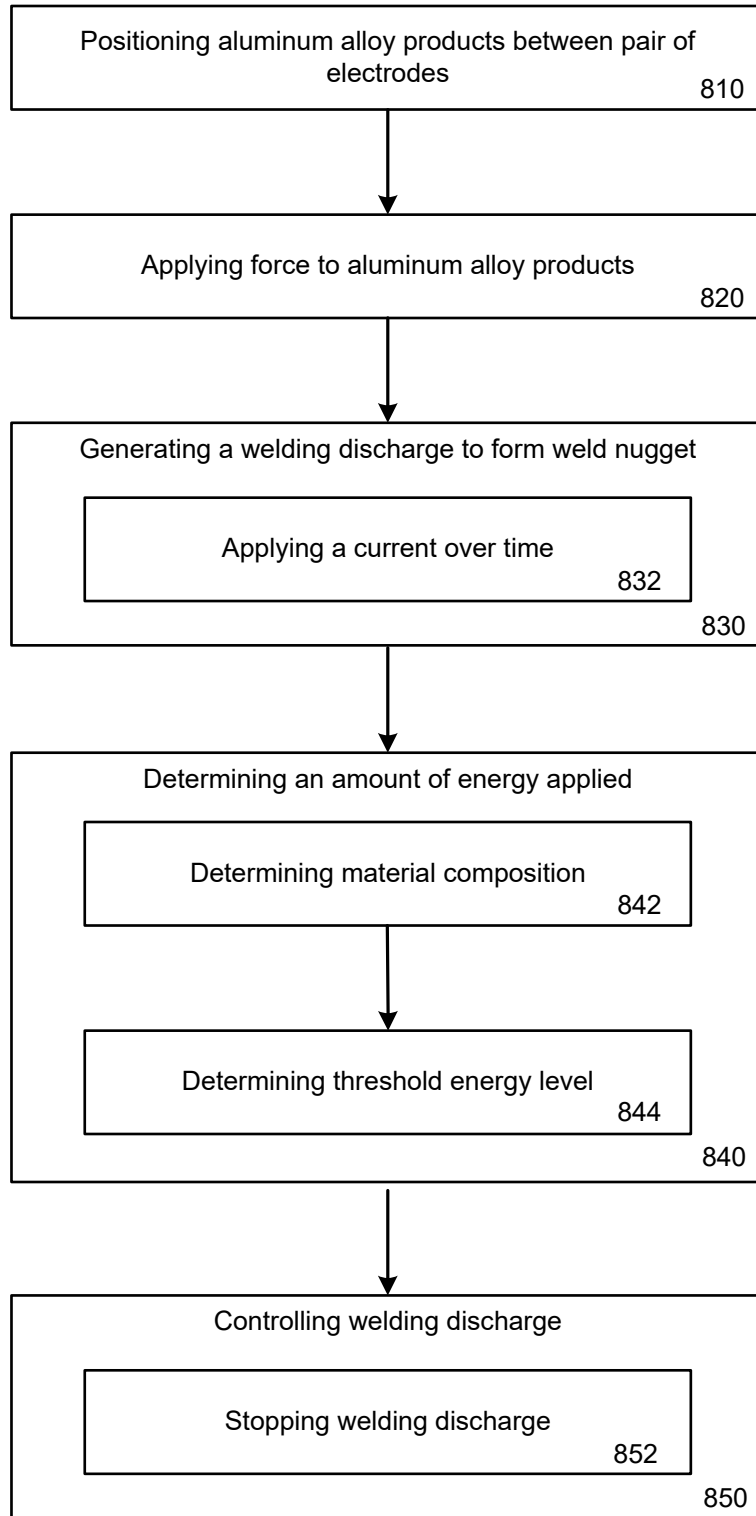 Positioning aluminum alloy products between pair of
electrodes
810
Applying force to aluminum alloy products
820
Generating a welding discharge to form weld nugget
Applying a current over time
832
830
Determining an amount of energy applied
Determining material composition
842
Determining threshold energy level
844
840
Controlling welding discharge
Stopping welding discharge
852
850